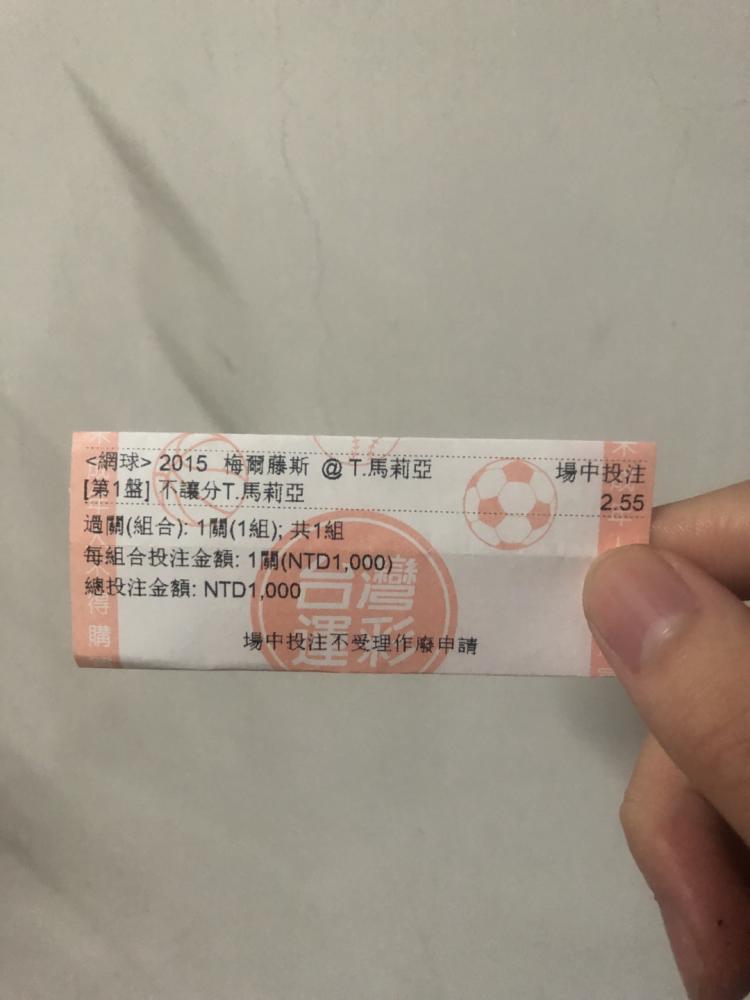 <網球> 2015 梅爾藤斯 @ T.馬莉亞 場中投注
[第1盤] 不讓分T.馬莉亞 2.55
過關(組合): 1關(1組); 共1組
每組合投注金額: 1關(NTD1,000)
總投注金額: NTD1,000
場中投注不受理作廢申請
台灣
運彩
得購